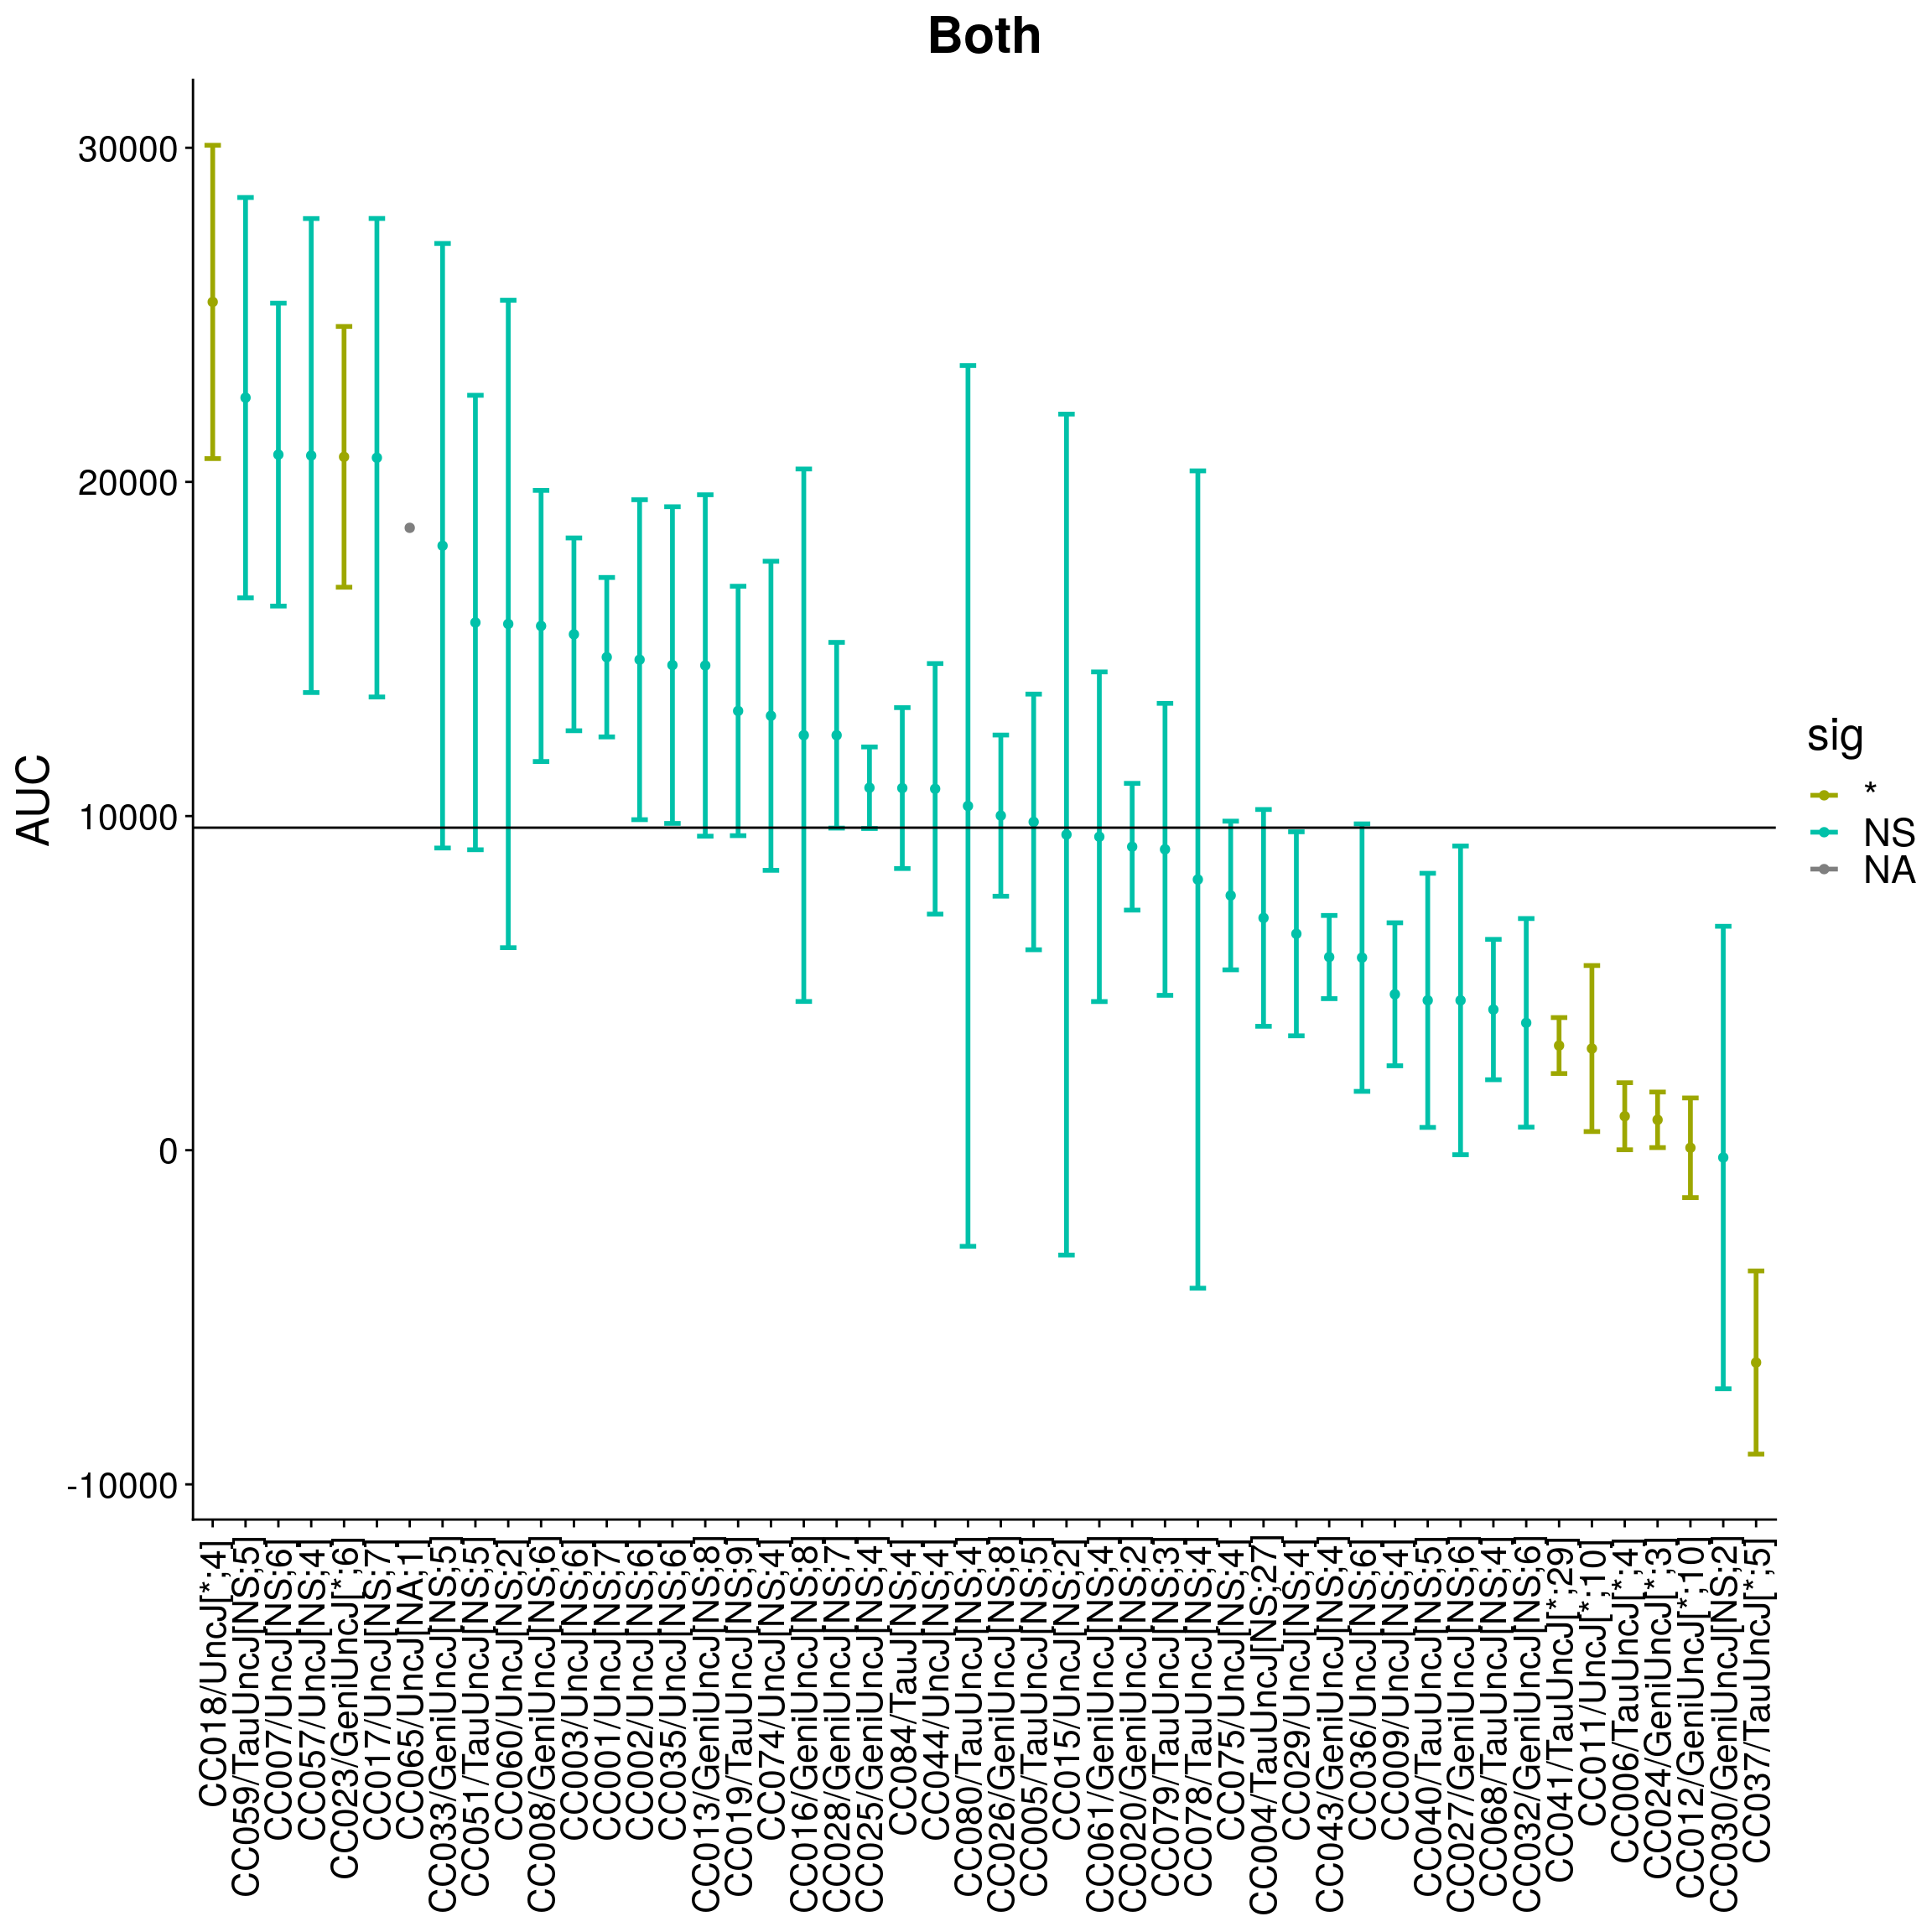 Both
AUC
30000
20000
10000
0
-10000
CC018/UncJ[*;4]
CC059/TauUncJ[NS;5]
CC007/UncJ[NS;6]
CC057/UncJ[NS;4]
CC023/GeniUncJ[*;6]
CC017/UncJ[NS;7]
CC065/UncJ[NA;1]
CC033/GeniUncJ[NS;5]
CC051/TauUncJ[NS;5]
CC060/UncJ[NS;2]
CC008/GeniUncJ[NS;6]
CC003/UncJ[NS;6]
CC001/UncJ[NS;7]
CC002/UncJ[NS;6]
CC035/UncJ[NS;6]
CC013/GeniUncJ[NS;8]
CC019/TauUncJ[NS;9]
CC074/UncJ[NS;4]
CC016/GeniUncJ[NS;8]
CC028/GeniUncJ[NS;7]
CC025/GeniUncJ[NS;4]
CC084/TauJ[NS;4]
CC044/UncJ[NS;4]
CC080/TauUncJ[NS;4]
CC026/GeniUncJ[NS;8]
CC005/TauUncJ[NS;5]
CC015/UncJ[NS;2]
CC061/GeniUncJ[NS;4]
CC020/GeniUncJ[NS;2]
CC079/TauUncJ[NS;3]
CC078/TauUncJ[NS;4]
CC075/UncJ[NS;4]
CC004/TauUncJ[NS;27]
CC029/UncJ[NS;4]
CC043/GeniUncJ[NS;4]
CC036/UncJ[NS;6]
CC009/UncJ[NS;4]
CC040/TauUncJ[NS;5]
CC027/GeniUncJ[NS;6]
CC068/TauUncJ[NS;4]
CC032/GeniUncJ[NS;6]
CC041/TauUncJ[*;29]
CC011/UncJ[*;10]
CC006/TauUncJ[*;4]
CC024/GeniUncJ[*;3]
CC012/GeniUncJ[*;10]
CC030/GeniUncJ[NS;2]
CC037/TauUncJ[*;5]
sig
*
NS
NA